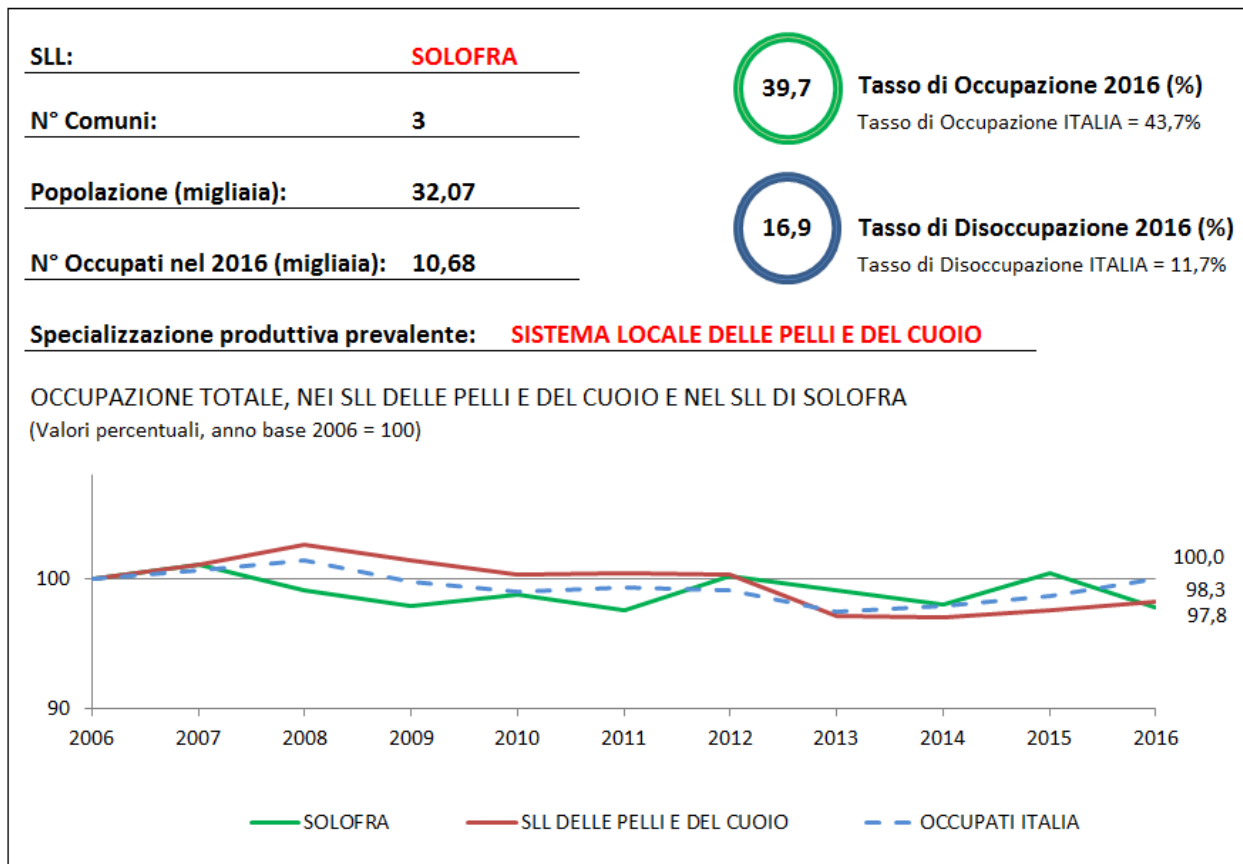 SLL: SOLOFRA
N° Comuni: 3
Popolazione (migliaia): 32,07
N° Occupati nel 2016 (migliaia): 10,68
39,7 Tasso di Occupazione 2016 (%)
Tasso di Occupazione ITALIA = 43,7%
16,9 Tasso di Disoccupazione 2016 (%)
Tasso di Disoccupazione ITALIA = 11,7%
Specializzazione produttiva prevalente: SISTEMA LOCALE DELLE PELLI E DEL CUOIO
OCCUPAZIONE TOTALE, NEI SLL DELLE PELLI E DEL CUOIO E NEL SLL DI SOLOFRA
(Valori percentuali, anno base 2006 = 100)
100
90
100,0
98,3
97,8
2006 2007 2008 2009 2010 2011 2012 2013 2014 2015 2016
SOLOFRA SLL DELLE PELLI E DEL CUOIO OCCUPATI ITALIA